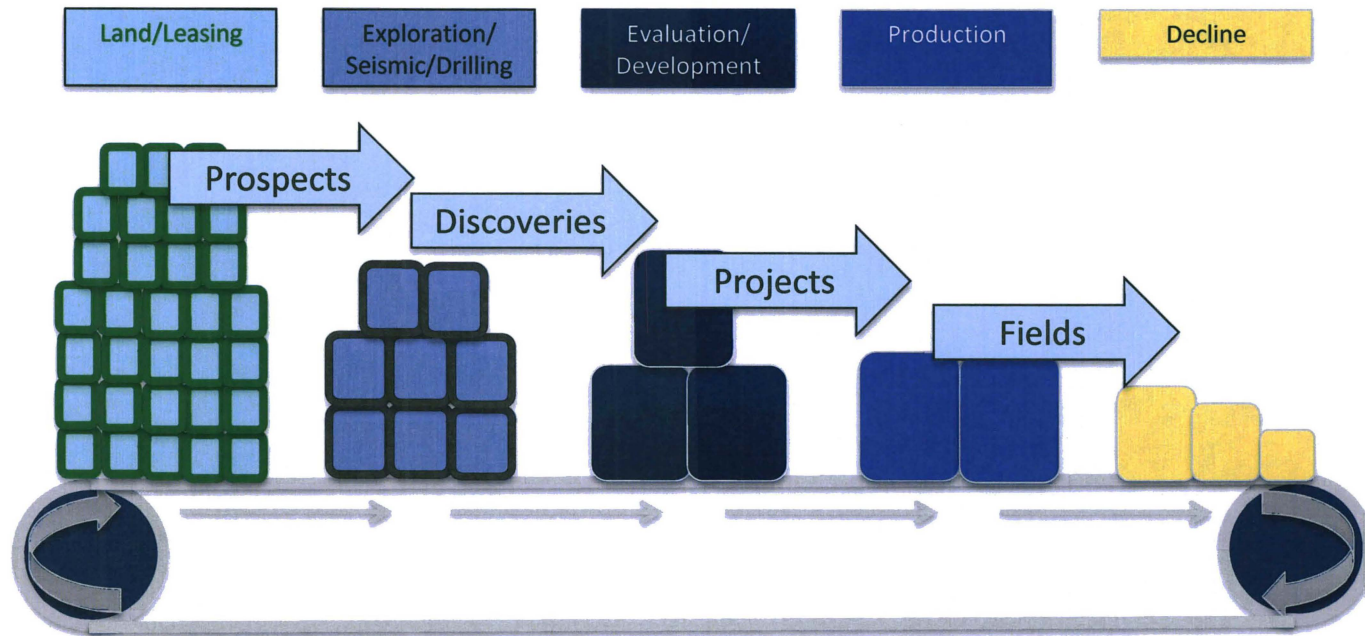 Land/Leasing
Exploration/
Seismic/Drilling
Evaluation/
Development
Production
Decline
Prospects
Discoveries
Projects
Fields